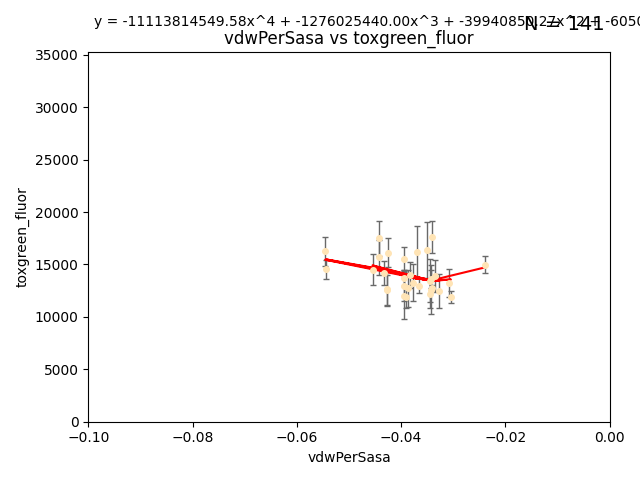 y = -11113814549.58x^4 + -1276025440.00x^3 + -39940850.27x^2 + -6050
N = 141
vdwPerSasa vs toxgreen_fluor
35000
30000
25000
20000
15000
10000
5000
0
toxgreen_fluor
−0.10
−0.08
−0.06
−0.04
−0.02
0.00
vdwPerSasa